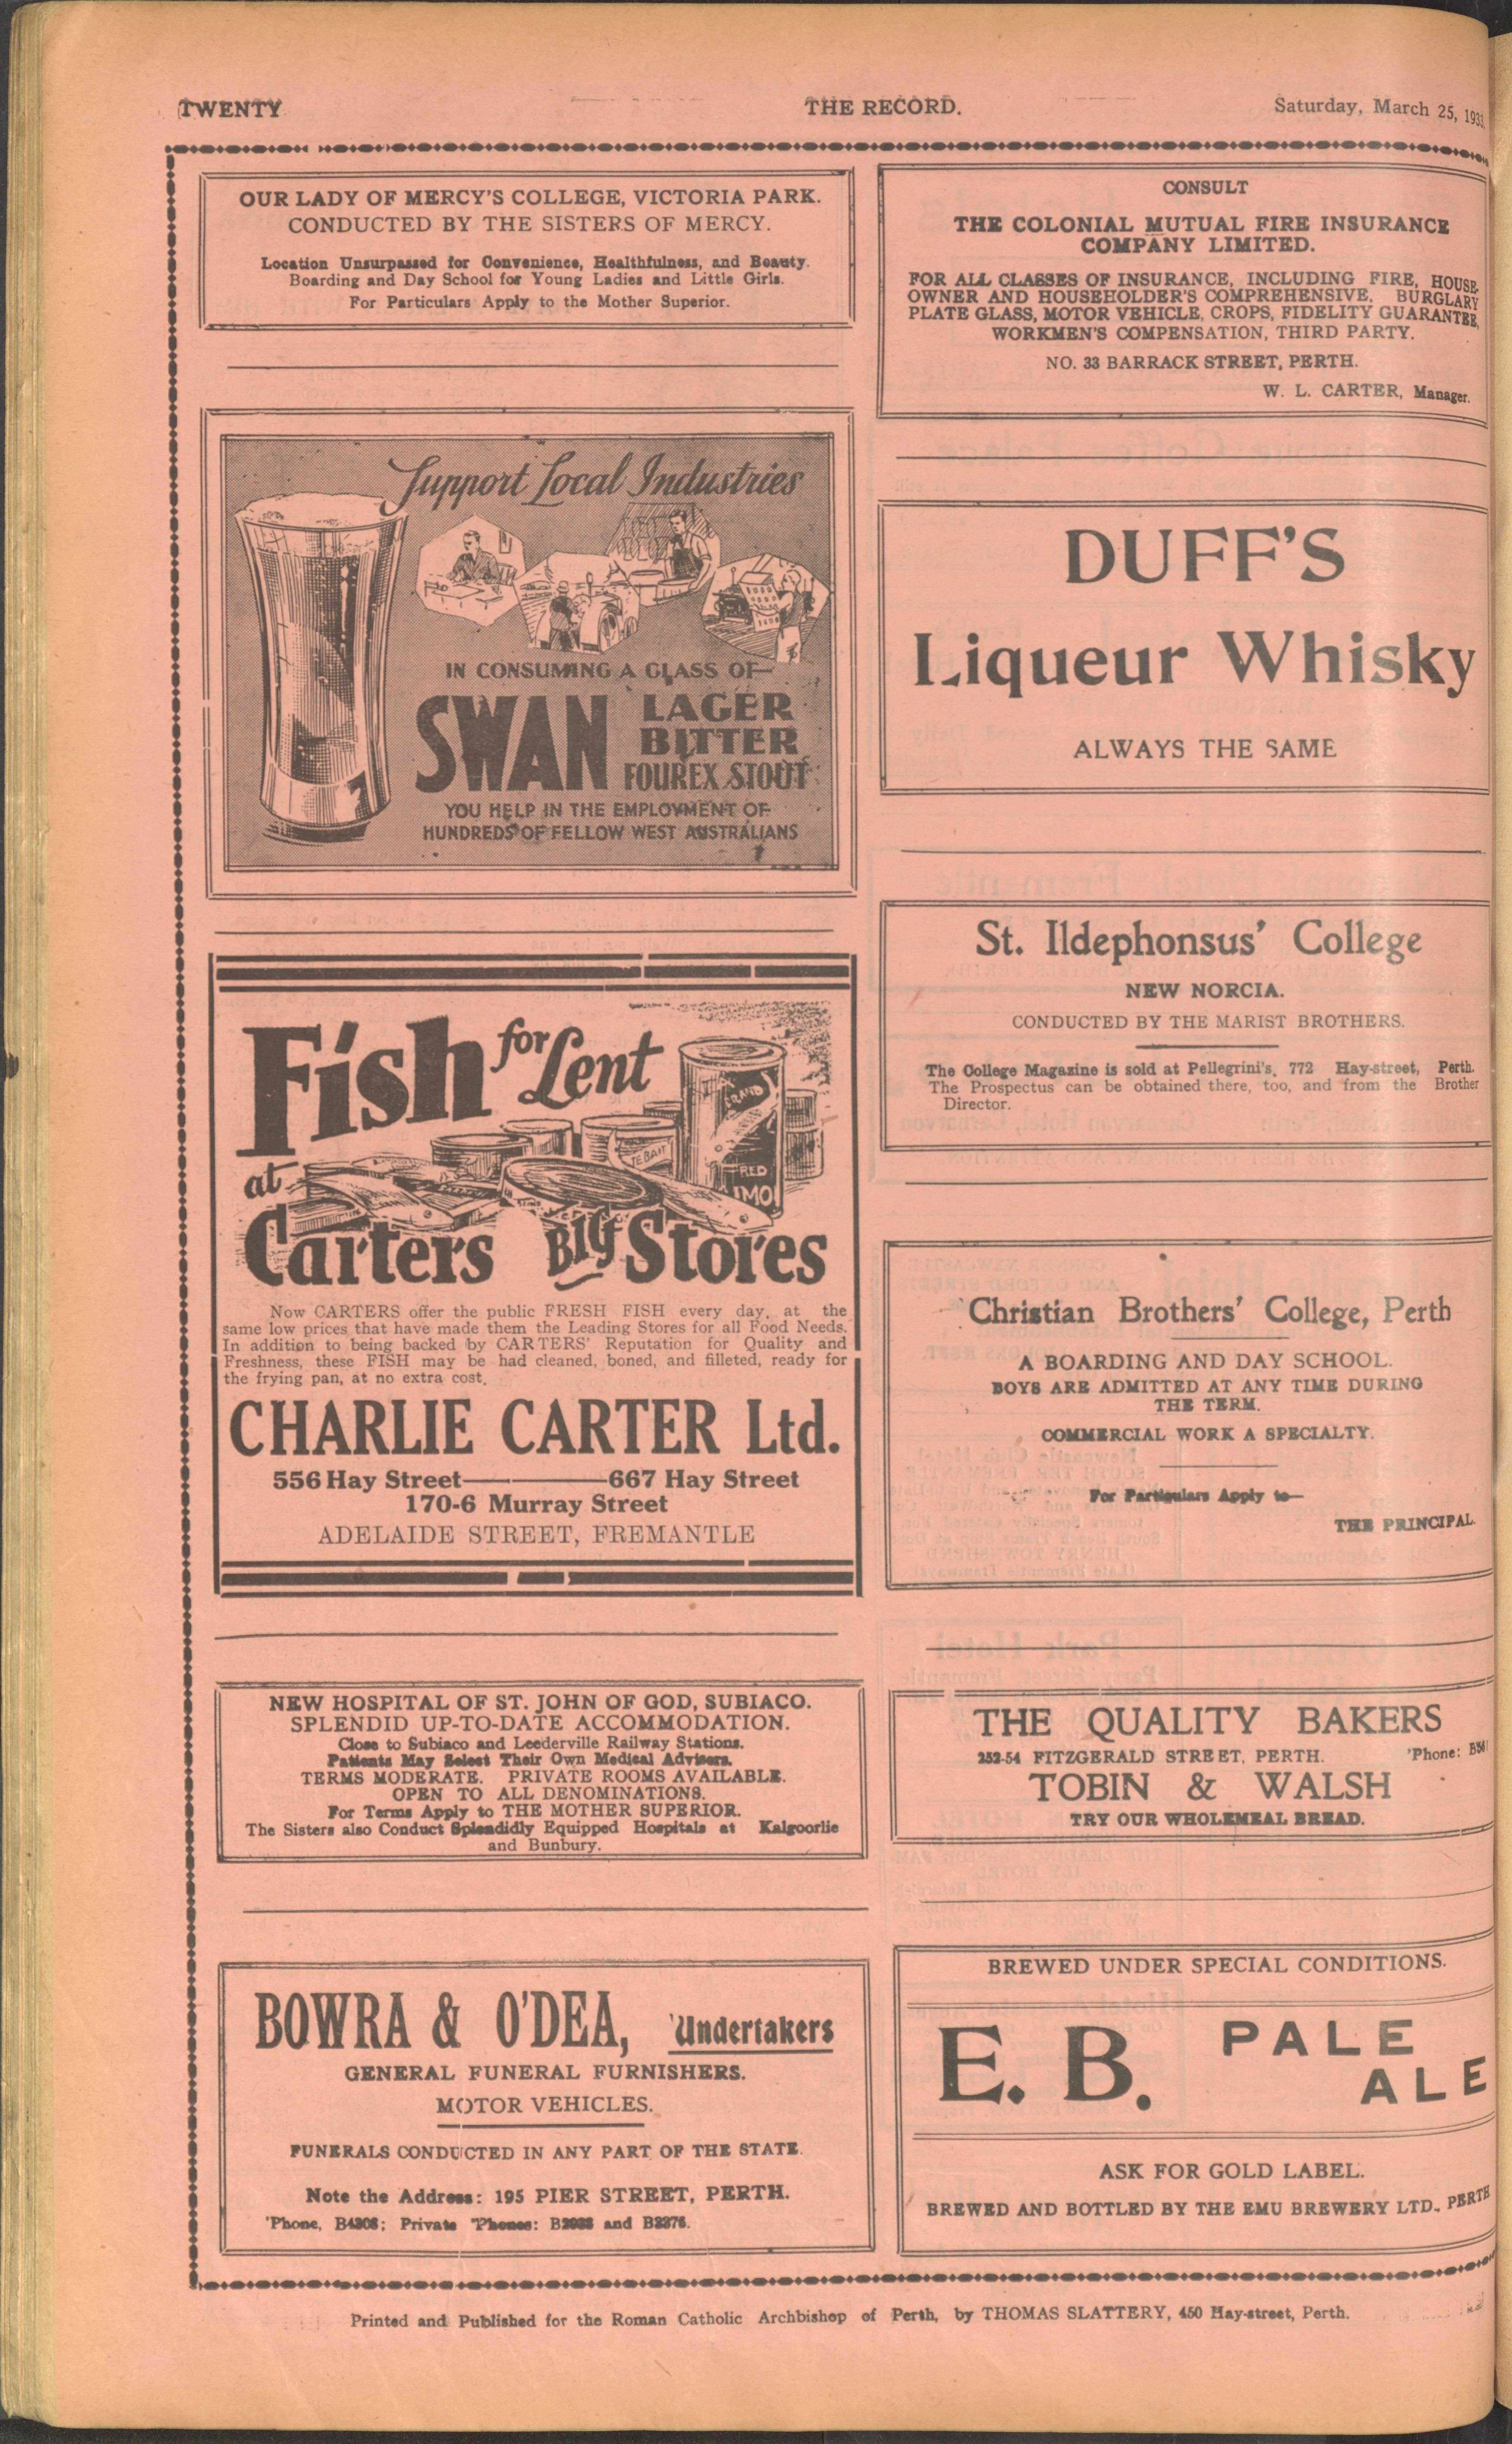 TWENTY
THE RECORD.
Saturday, March 25, 1933.
OUR LADY OF MERCY'S COLLEGE, VICTORIA PARK.
CONDUCTED BY THE SISTERS OF MERCY.
Location Unsurpassed for Convenience, Healthfulness, and Beauty.
Boarding and Day School for Young Ladies and Little Girls.
For Particulars Apply to the Mother Superior.
Support Local Industries
IN CONSUMING A GLASS OF
SWAN LAGER
BITTER
FOUREX STOUT
YOU HELP IN THE EMPLOYMENT OF
HUNDREDS OF FELLOW WEST AUSTRALIANS
Fish for Lent
BRAND
TEBAIT
RED
IMO
at
Carters Big Stores
Now CARTERS offer the public FRESH FISH every day, at the
same low prices that have made them the Leading Stores for all Food Needs.
In addition to being backed by CARTERS' Reputation for Quality and
Freshness, these FISH may be had cleaned, boned, and filleted, ready for
the frying pan, at no extra cost.
CHARLIE CARTER Ltd.
556 Hay Street——667 Hay Street
170-6 Murray Street
ADELAIDE STREET, FREMANTLE
NEW HOSPITAL OF ST. JOHN OF GOD, SUBIACO.
SPLENDID UP-TO-DATE ACCOMMODATION.
Close to Subiaco and Leederville Railway Stations.
Patients May Select Their Own Medical Advisers.
TERMS MODERATE. PRIVATE ROOMS AVAILABLE.
OPEN TO ALL DENOMINATIONS.
For Terms Apply to THE MOTHER SUPERIOR.
The Sisters also Conduct Splendidly Equipped Hospitals at Kalgoorlie
and Bunbury.
BOWRA & O'DEA, Undertakers
GENERAL FUNERAL FURNISHERS.
MOTOR VEHICLES.
FUNERALS CONDUCTED IN ANY PART OF THE STATE.
Note the Address: 195 PIER STREET, PERTH.
'Phone, B4308; Private 'Phones: and
CONSULT
THE COLONIAL MUTUAL FIRE INSURANCE
COMPANY LIMITED.
FOR ALL CLASSES OF INSURANCE, INCLUDING FIRE, HOUSE
OWNER AND HOUSEHOLDER'S COMPREHENSIVE, BURGLARY
PLATE GLASS, MOTOR VEHICLE, CROPS, FIDELITY GUARANTEE,
WORKMEN'S COMPENSATION, THIRD PARTY.
NO. 33 BARRACK STREET, PERTH.
W. L. CARTER, Manager.
DUFF'S
Liqueur Whisky
ALWAYS THE SAME
St. Ildephonsus' College
NEW NORCIA.
CONDUCTED BY THE MARIST BROTHERS.
The College Magazine is sold at Pellegrini's, 772 Hay-street, Perth.
The Prospectus can be obtained there, too, and from the Brother
Director.
Christian Brothers' College, Perth
A BOARDING AND DAY SCHOOL.
BOYS ARE ADMITTED AT ANY TIME DURING
THE TERM.
COMMERCIAL WORK A SPECIALTY.
For Particulars Apply to—
THE PRINCIPAL.
THE QUALITY BAKERS
252-54 FITZGERALD STREET, PERTH. 'Phone:
TOBIN & WALSH
TRY OUR WHOLEMEAL BREAD.
BREWED UNDER SPECIAL CONDITIONS.
E. B. PALE
ALE
ASK FOR GOLD LABEL.
BREWED AND BOTTLED BY THE EMU BREWERY LTD., PERTH
Printed and Published for the Roman Catholic Archbishop of Perth, by THOMAS SLATTERY, 450 Hay-street, Perth.